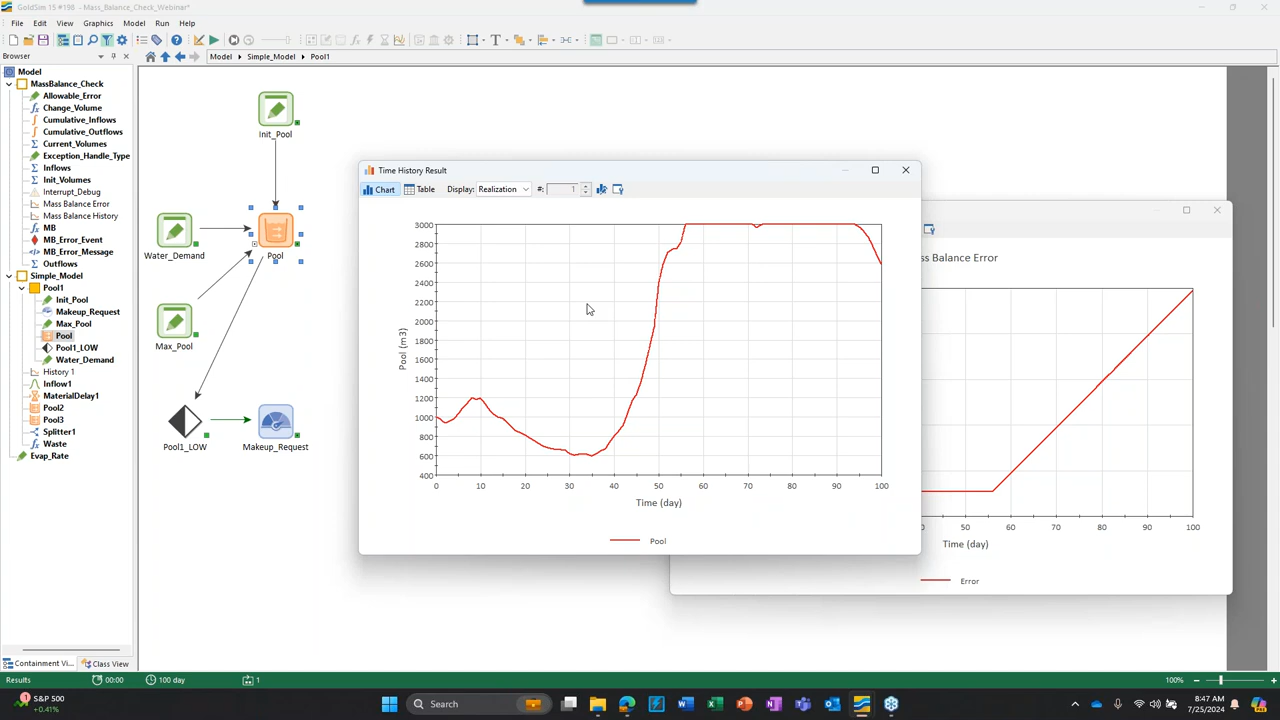 GoldSim 15 #198 - Mass_Balance_Check_Webinar*
File Edit View Graphics Model Run Help
Browser
Model Simple_Model Pool1
Model
MassBalance_Check
Allowable_Error
Change_Volume
Cumulative_Inflows
Cumulative_Outflows
Current_Volumes
Exception_Handle_Type
Inflows
Init_Volumes
Interrupt_Debug
Mass Balance Error
Mass Balance History
MB
MB_Error_Event
MB_Error_Message
Outflows
Simple_Model
Pool1
Init_Pool
Makeup_Request
Max_Pool
Pool
Pool1_LOW
Water_Demand
History 1
Inflow1
MaterialDelay1
Pool2
Pool3
Splitter1
Waste
Evap_Rate
Containment Vi... Class View
Init_Pool
Water_Demand
Pool
Max_Pool
Pool1_LOW
Makeup_Request
Time History Result
Chart Table Display: Realization #: 1
3000
2800
2600
2400
2200
2000
1800
1600
1400
1200
1000
800
600
400
Pool (m3)
0 10 20 30 40 50 60 70 80 90 100
Time (day)
Pool
ss Balance Error
0 50 60 70 80 90 100
Time (day)
Error
Results 00:00 100 day 1 100%
1
S&P 500
+0.41%
Search
8:47 AM
7/25/2024